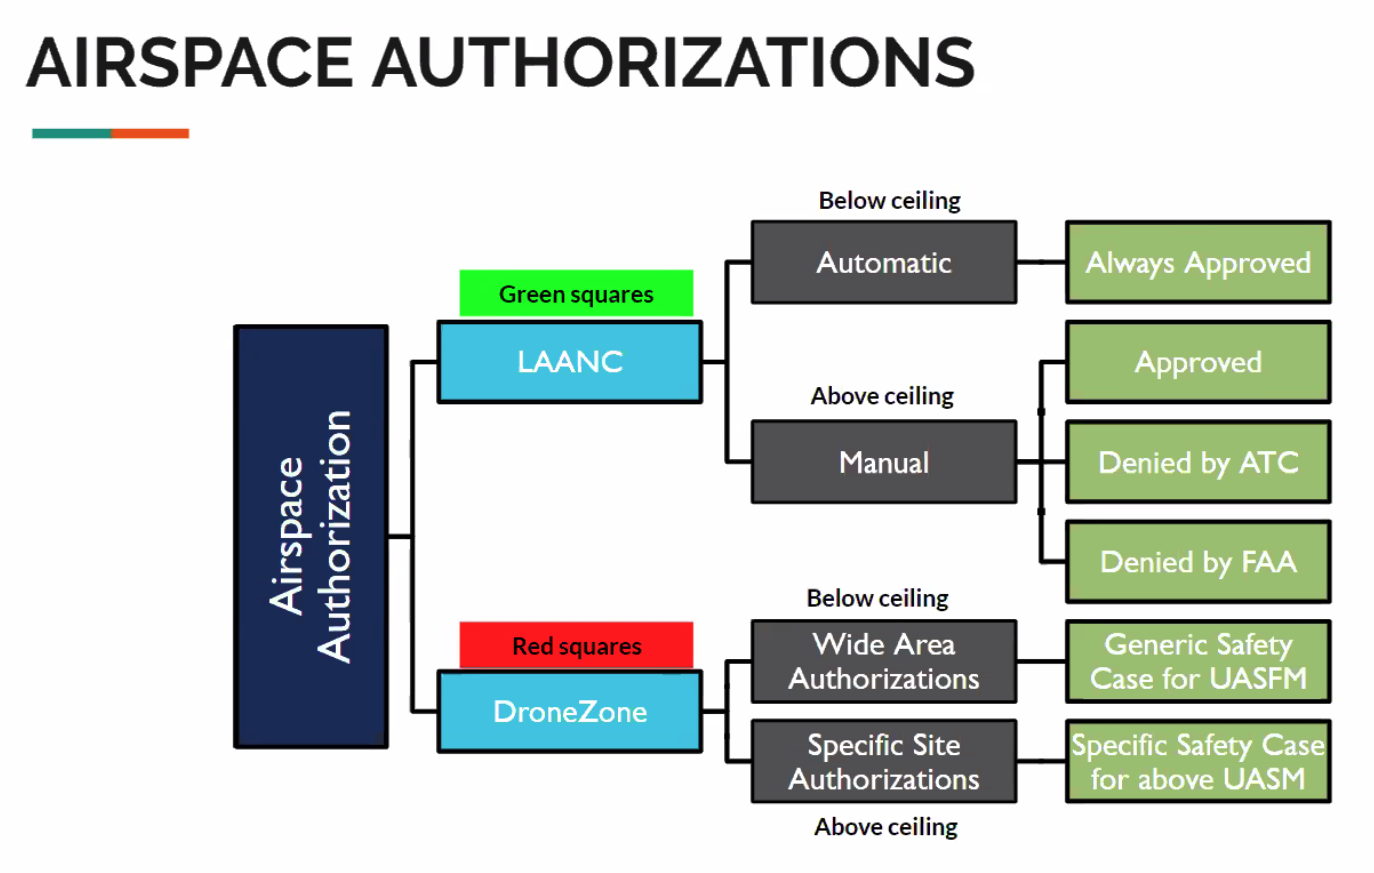 AIRSPACE AUTHORIZATIONS
Airspace
Authorization
Green squares
LAANC
Below ceiling
Automatic
Always Approved
Above ceiling
Manual
Approved
Denied by ATC
Denied by FAA
Red squares
DroneZone
Below ceiling
Wide Area
Authorizations
Generic Safety
Case for UASFM
Specific Site
Authorizations
Above ceiling
Specific Safety Case
for above UASM